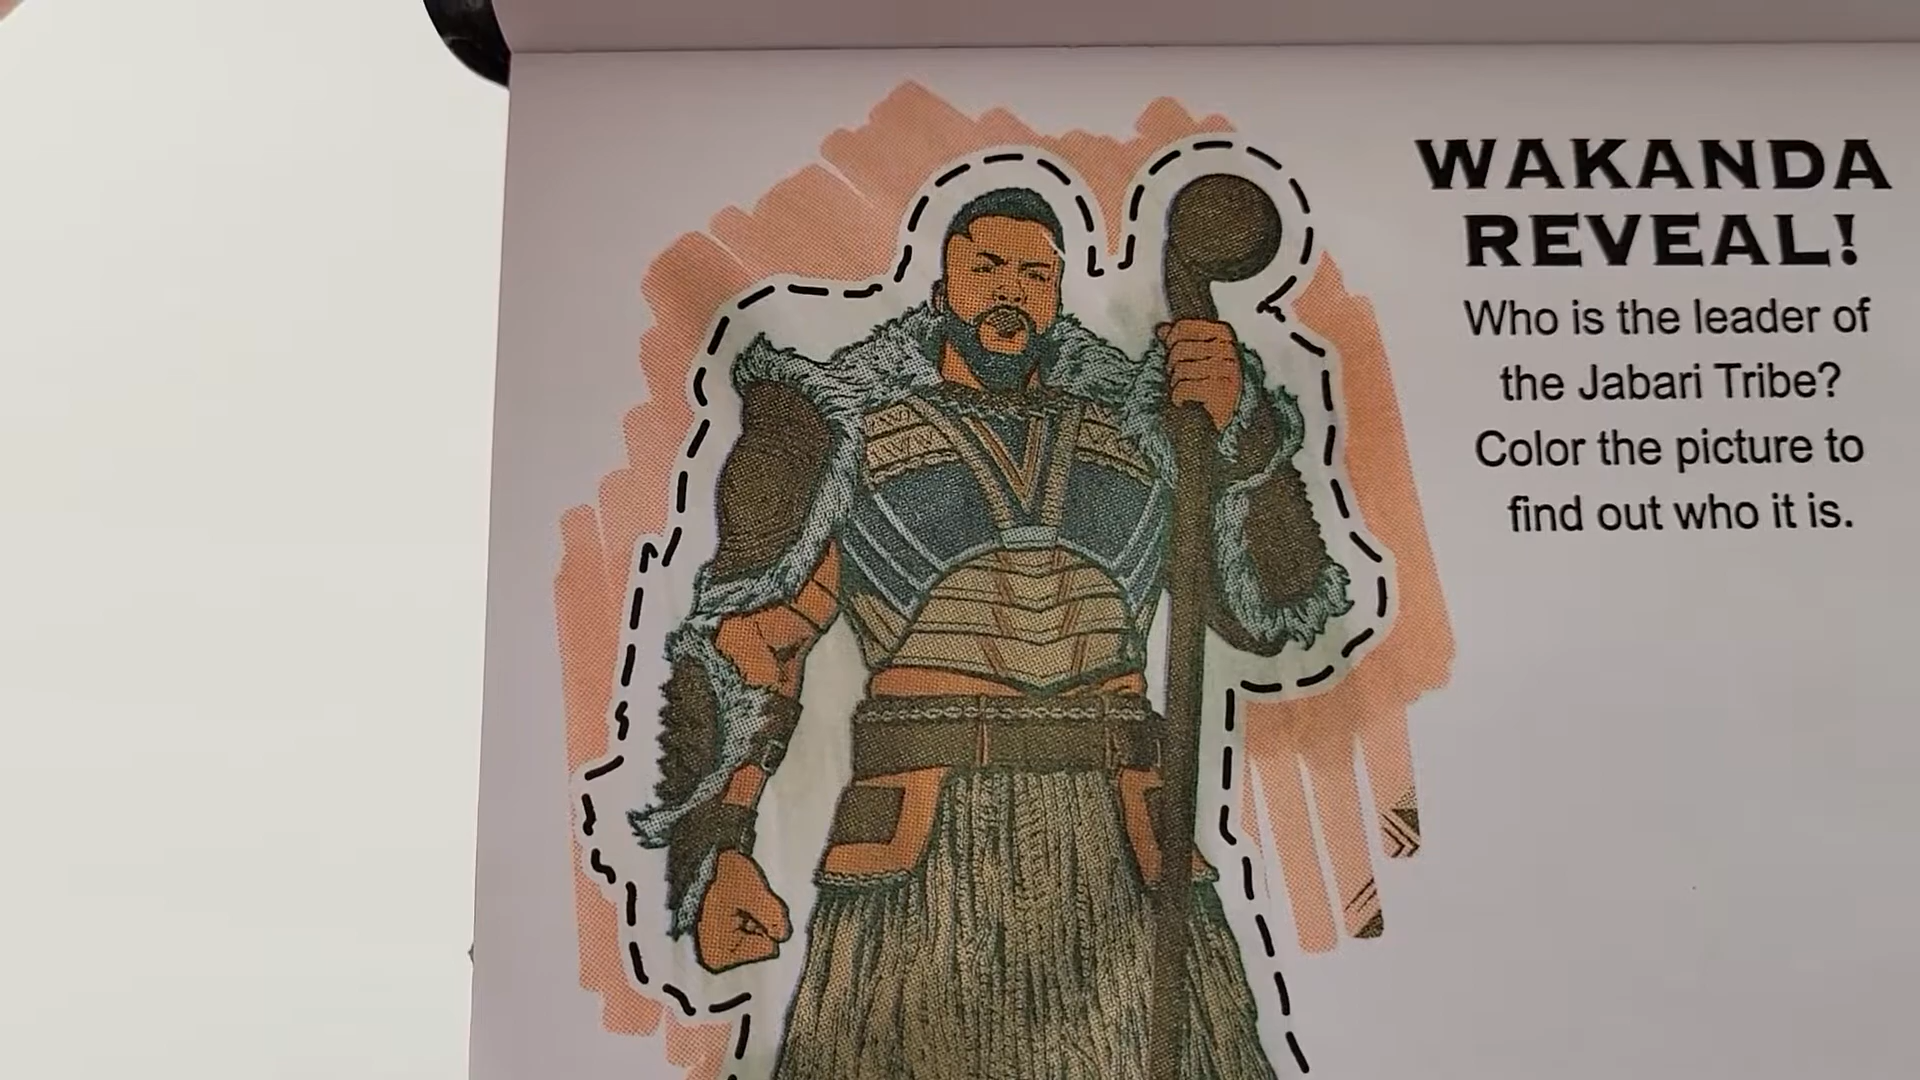 WAKANDA
REVEAL!
Who is the leader of
the Jabari Tribe?
Color the picture to
find out who it is.